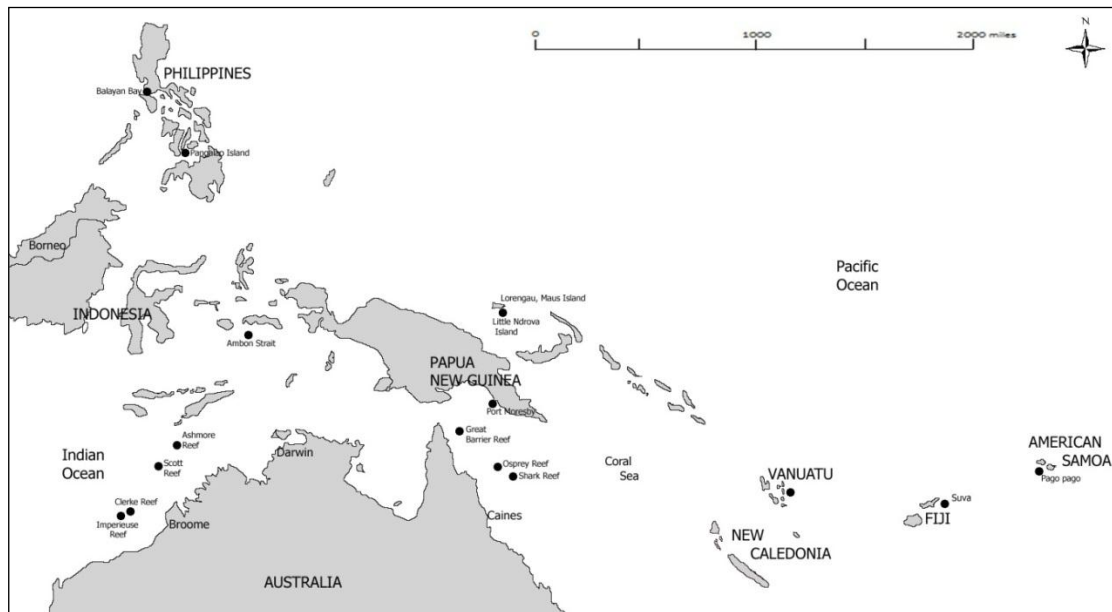 0 1000 2000 miles
N
PHILIPPINES
Balayan Bay
Pangalao Island
Borneo
Pacific
Ocean
Lorengau, Maus Island
Little Ndrova
Island
INDONESIA
Ambon Strait
PAPUA
NEW GUINEA
Port Moresby
Great
Barrier Reef
Ashmore
Reef
Indian
Ocean
Darwin
Scott
Reef
Osprey Reef
Shark Reef
Coral
Sea
AMERICAN
SAMOA
Pago pago
VANUATU
Suva
FIJI
Clerke Reef
Imperieuse
Reef
Broome
Caines
NEW
CALEDONIA
AUSTRALIA